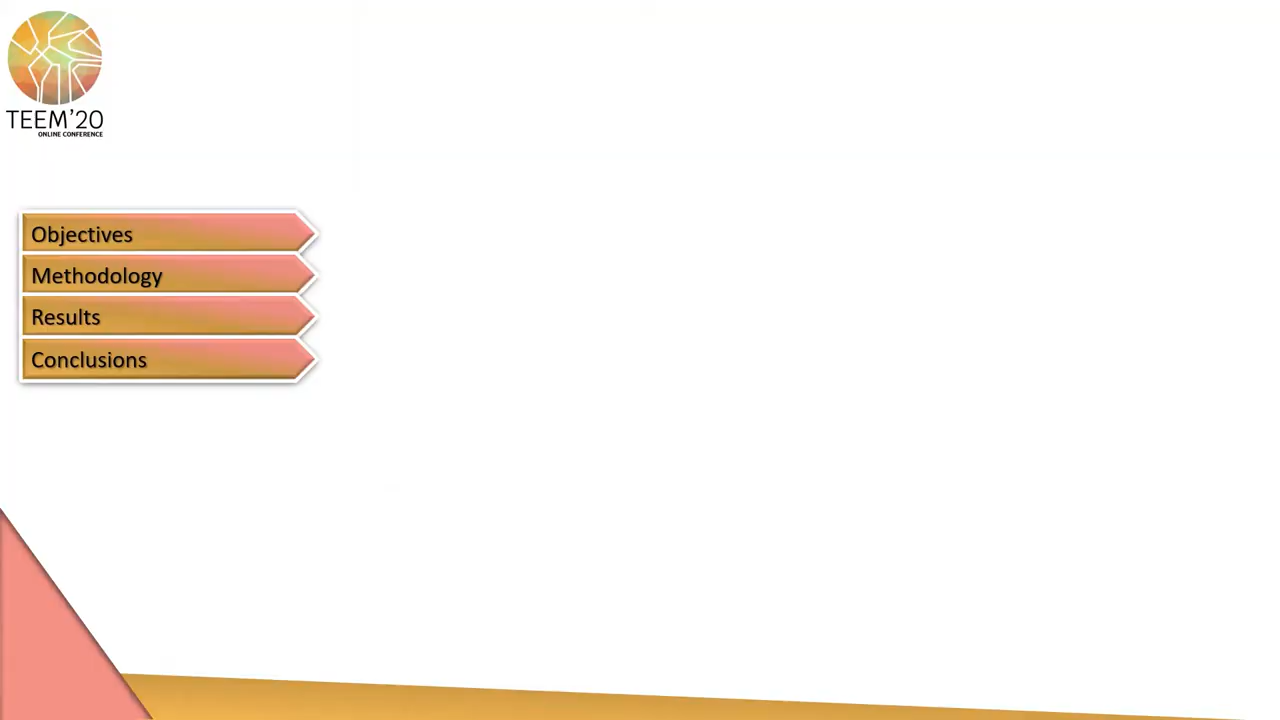 TEEM'20
ONLINE CONFERENCE
Objectives
Methodology
Results
Conclusions